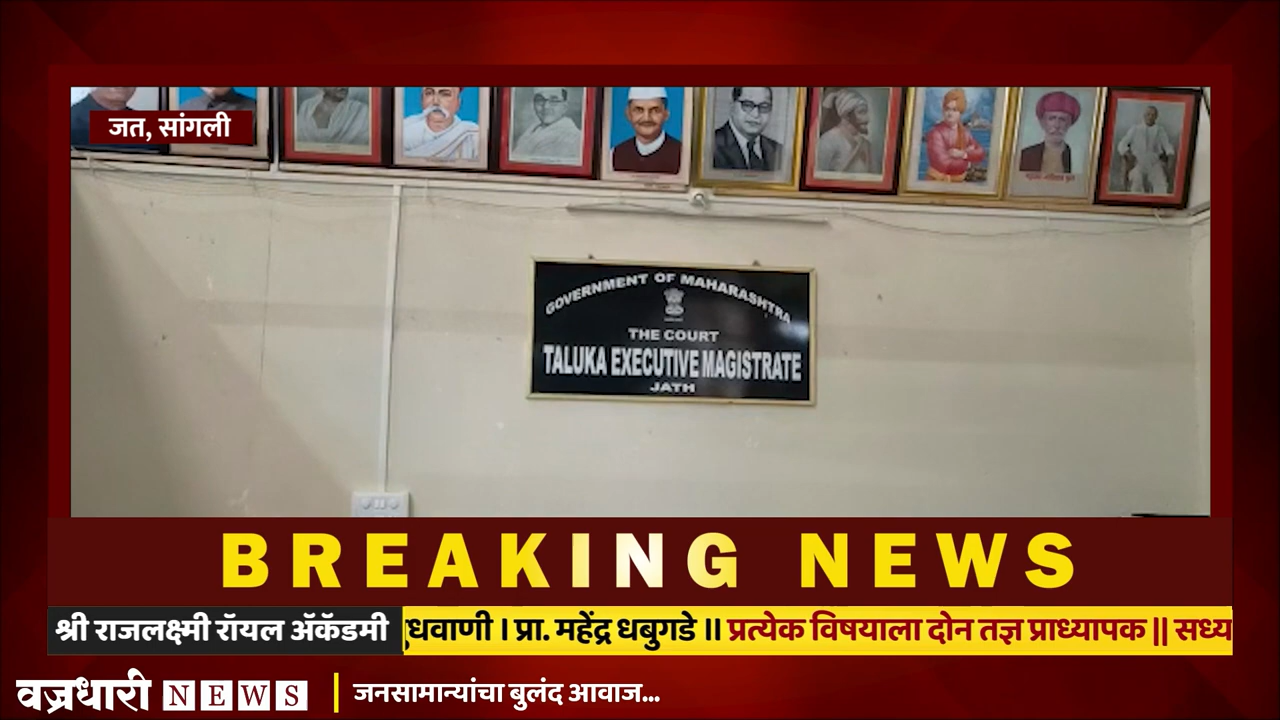 जत, सांगली
GOVERNMENT OF MAHARASHTRA
THE COURT
TALUKA EXECUTIVE MAGISTRATE
JATH
BREAKING NEWS
श्री राजलक्ष्मी रॉयल ॲकॅडमी
धवाणी । प्रा. महेंद्र धबुगडे ॥ प्रत्येक विषयाला दोन तज्ञ प्राध्यापक || सध्य
वज्रधारी NEWS
जनसामान्यांचा बुलंद आवाज...